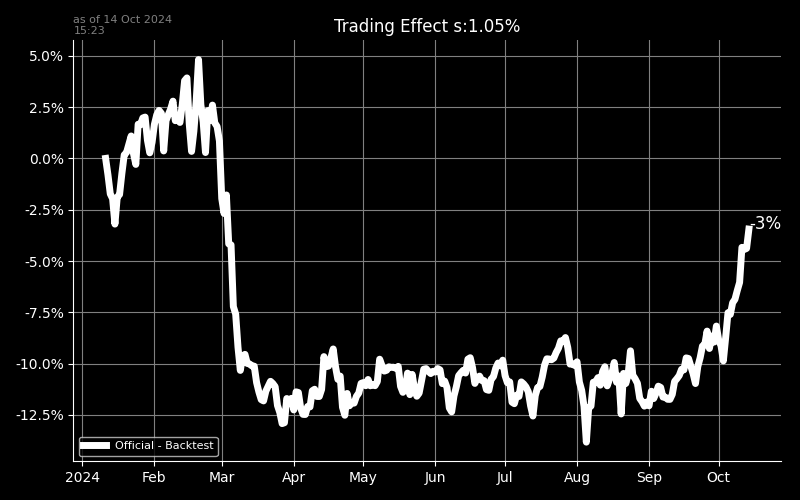 as of 14 Oct 2024
15:23
Trading Effect s:1.05%
5.0%
2.5%
0.0%
-2.5%
-5.0%
-7.5%
-10.0%
-12.5%
-3%
Official - Backtest
2024 Feb Mar Apr May Jun Jul Aug Sep Oct